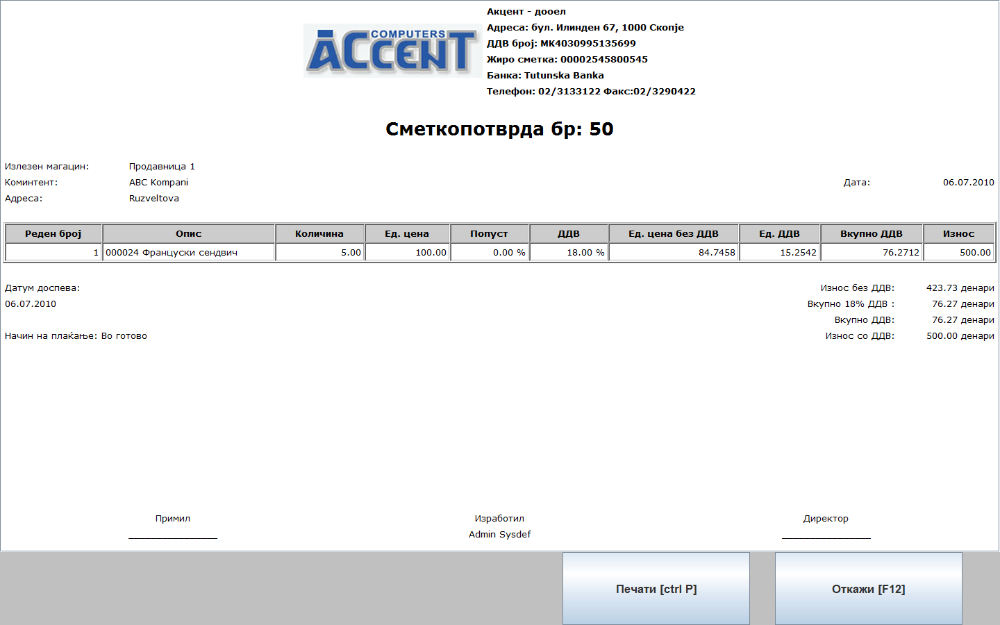 COMPUTERS
ACCENT
Акцент - дооел
Адреса: бул. Илинден 67, 1000 Скопје
ДДВ број: МК4030995135699
Жиро сметка: 00002545800545
Банка: Tutunska Banka
Телефон: 02/3133122 Факс:02/3290422
Сметкопотврда бр: 50
Излезен магацин: Продавница 1
Коминтент: ABC Kompani Дата: 06.07.2010
Адреса: Ruzveltova
Реден број Опис Количина Ед. цена Попуст ДДВ Ед. цена без ДДВ Ед. ДДВ Вкупно ДДВ Износ
1 000024 Француски сендвич 5.00 100.00 0.00 % 18.00 % 84.7458 15.2542 76.2712 500.00
Датум доспева: Износ без ДДВ: 423.73 денари
06.07.2010 Вкупно 18% ДДВ : 76.27 денари
Вкупно ДДВ: 76.27 денари
Начин на плаќање: Во готово Износ со ДДВ: 500.00 денари
Примил Изработил Директор
________________ Admin Sysdef ________________
Печати [ctrl P] Откажи [F12]